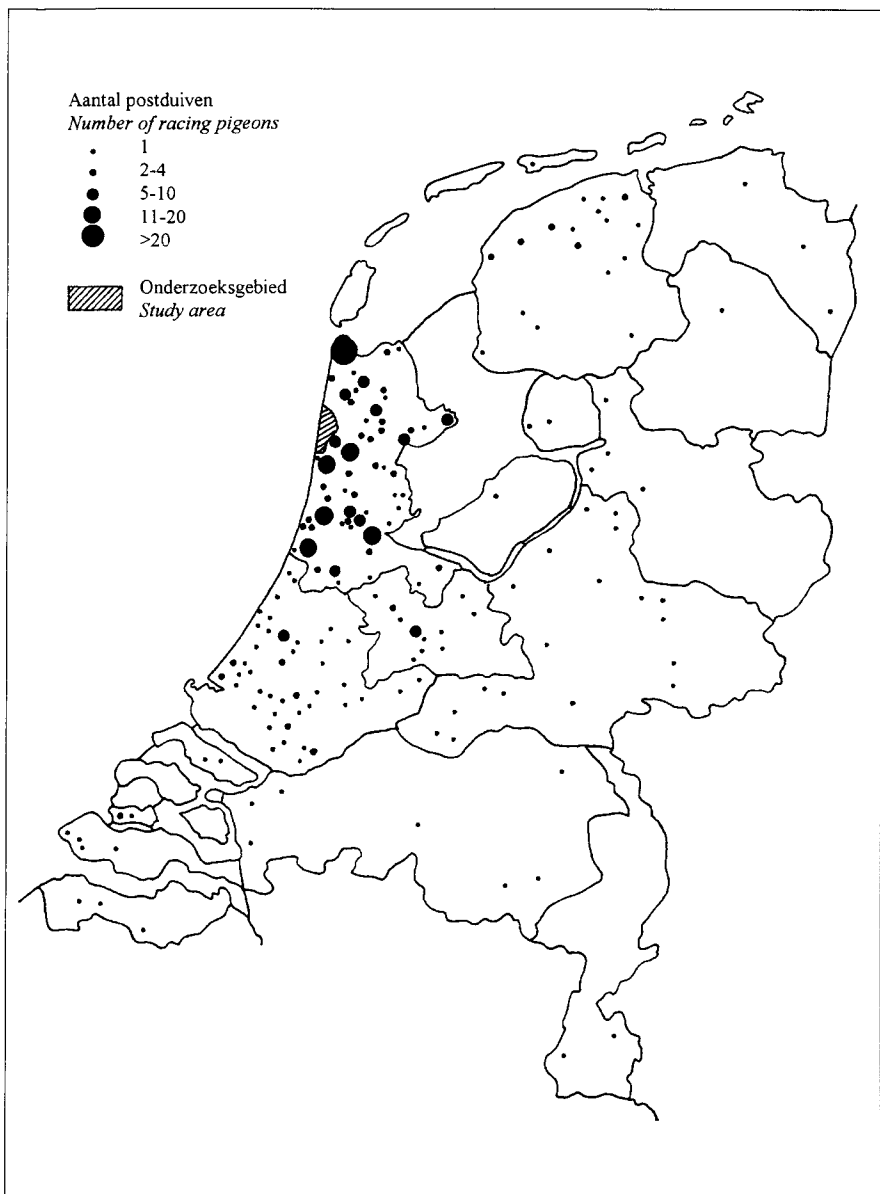 Aantal postduiven
Number of racing pigeons
1
2-4
5-10
11-20
>20
Onderzoeksgebied
Study area